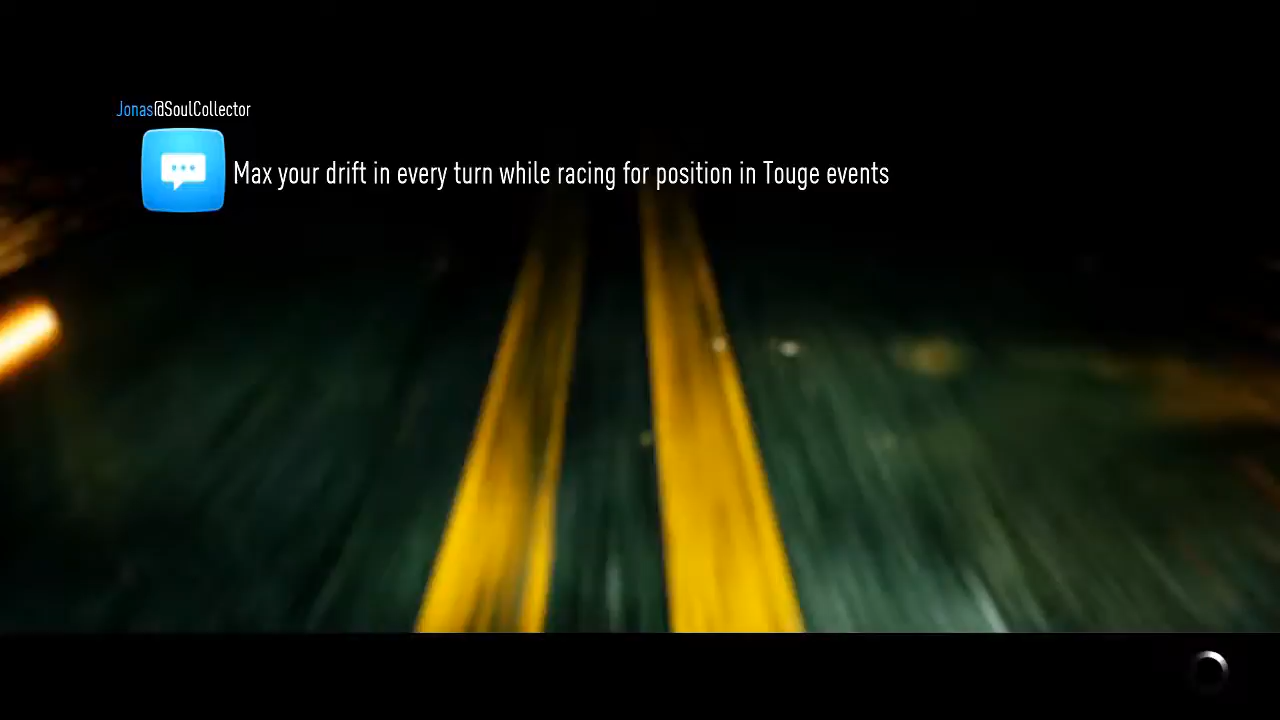 Jonas@SoulCollector
Max your drift in every turn while racing for position in Touge events